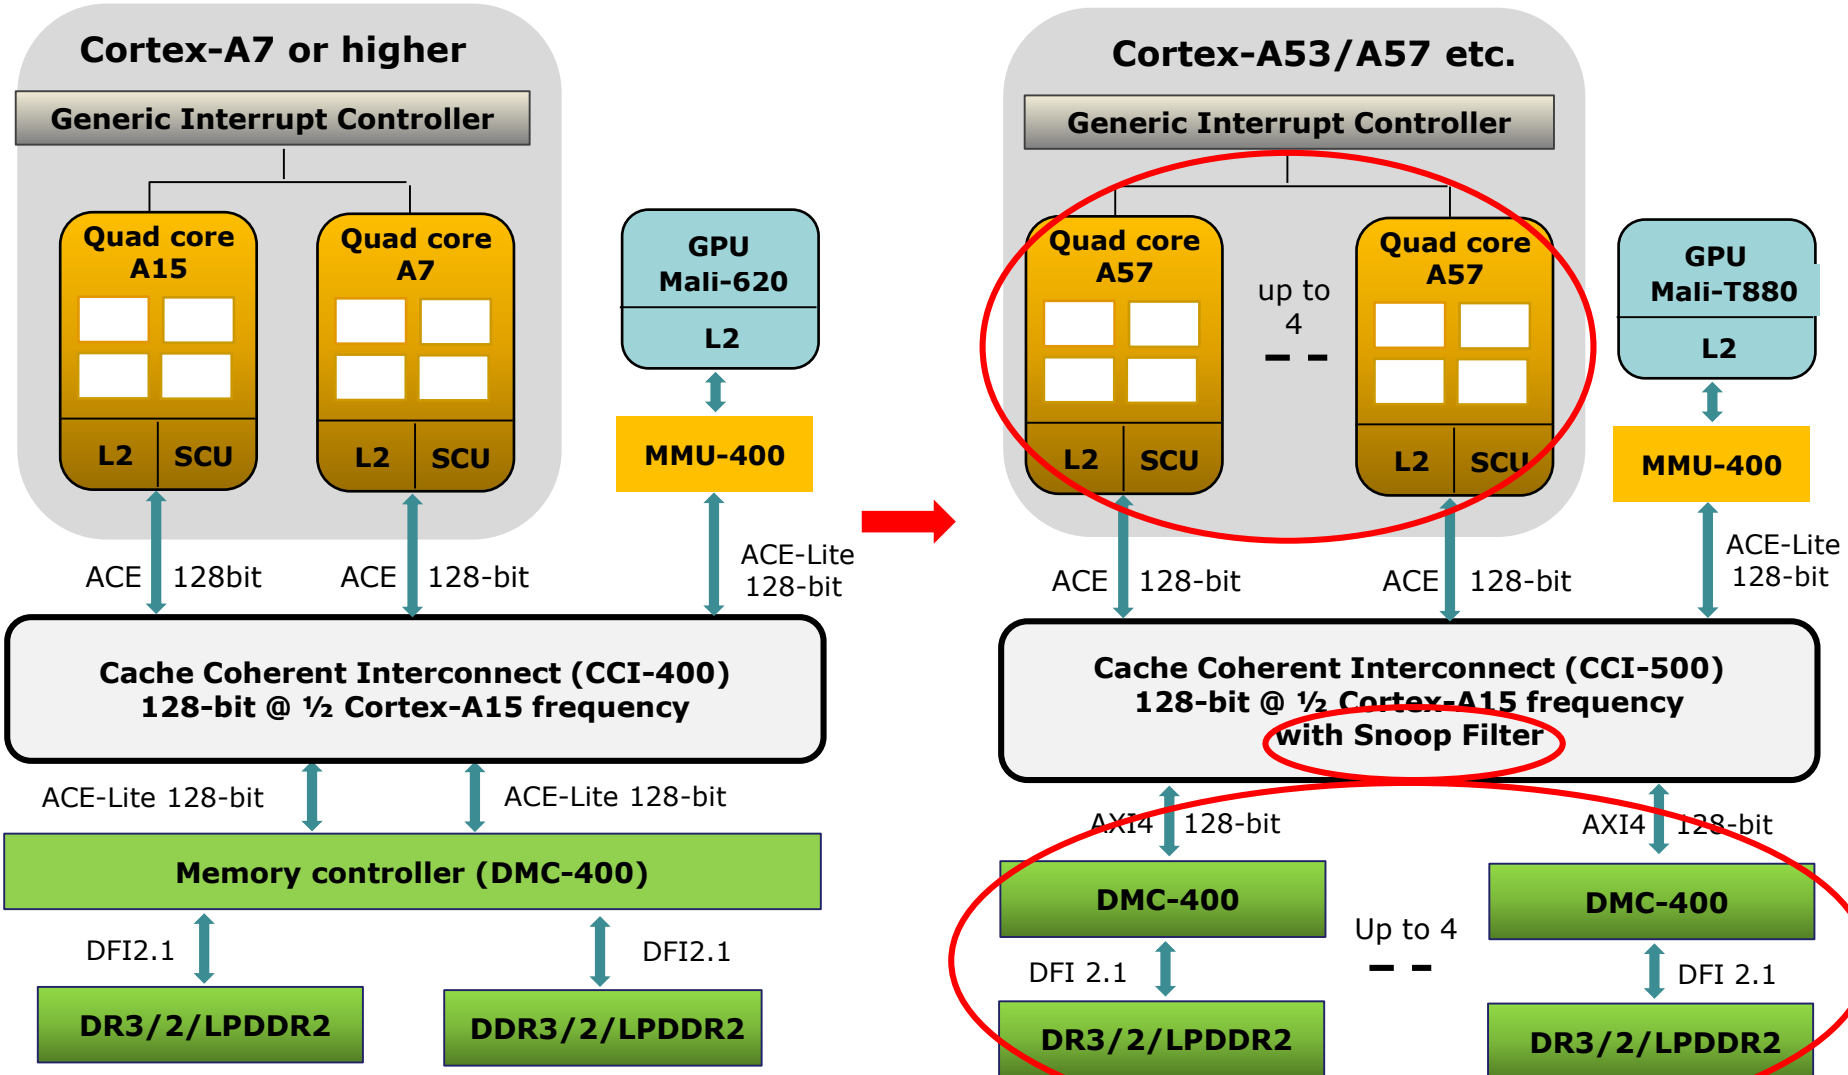 Cortex-A7 or higher
Generic Interrupt Controller
Quad core
A15
L2
SCU
Quad core
A7
L2
SCU
GPU
Mali-620
L2
MMU-400
ACE
128bit
ACE
128-bit
ACE-Lite
128-bit
Cache Coherent Interconnect (CCI-400)
128-bit @ ½ Cortex-A15 frequency
ACE-Lite 128-bit
ACE-Lite 128-bit
Memory controller (DMC-400)
DFI2.1
DFI2.1
DR3/2/LPDDR2
DDR3/2/LPDDR2
Cortex-A53/A57 etc.
Generic Interrupt Controller
Quad core
A57
L2
SCU
up to
4
Quad core
A57
L2
SCU
GPU
Mali-T880
L2
MMU-400
ACE
128-bit
ACE
128-bit
ACE-Lite
128-bit
Cache Coherent Interconnect (CCI-500)
128-bit @ ½ Cortex-A15 frequency
with Snoop Filter
AXI4
128-bit
AXI4
128-bit
DMC-400
Up to 4
DMC-400
DFI 2.1
DFI 2.1
DR3/2/LPDDR2
DR3/2/LPDDR2